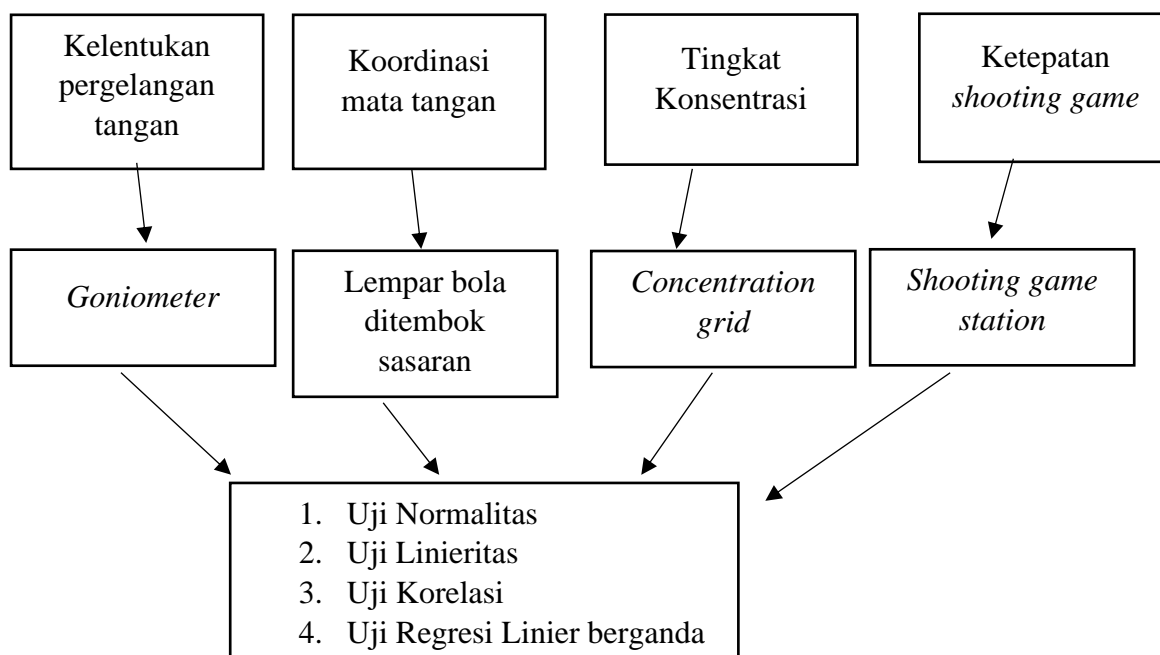 Kelentukan
pergelangan
tangan
Koordinasi
mata tangan
Tingkat
Konsentrasi
Ketepatan
shooting game
Goniometer
Lempar bola
ditembok
sasaran
Concentration
grid
Shooting game
station
1. Uji Normalitas
2. Uji Linieritas
3. Uji Korelasi
4. Uji Regresi Linier berganda